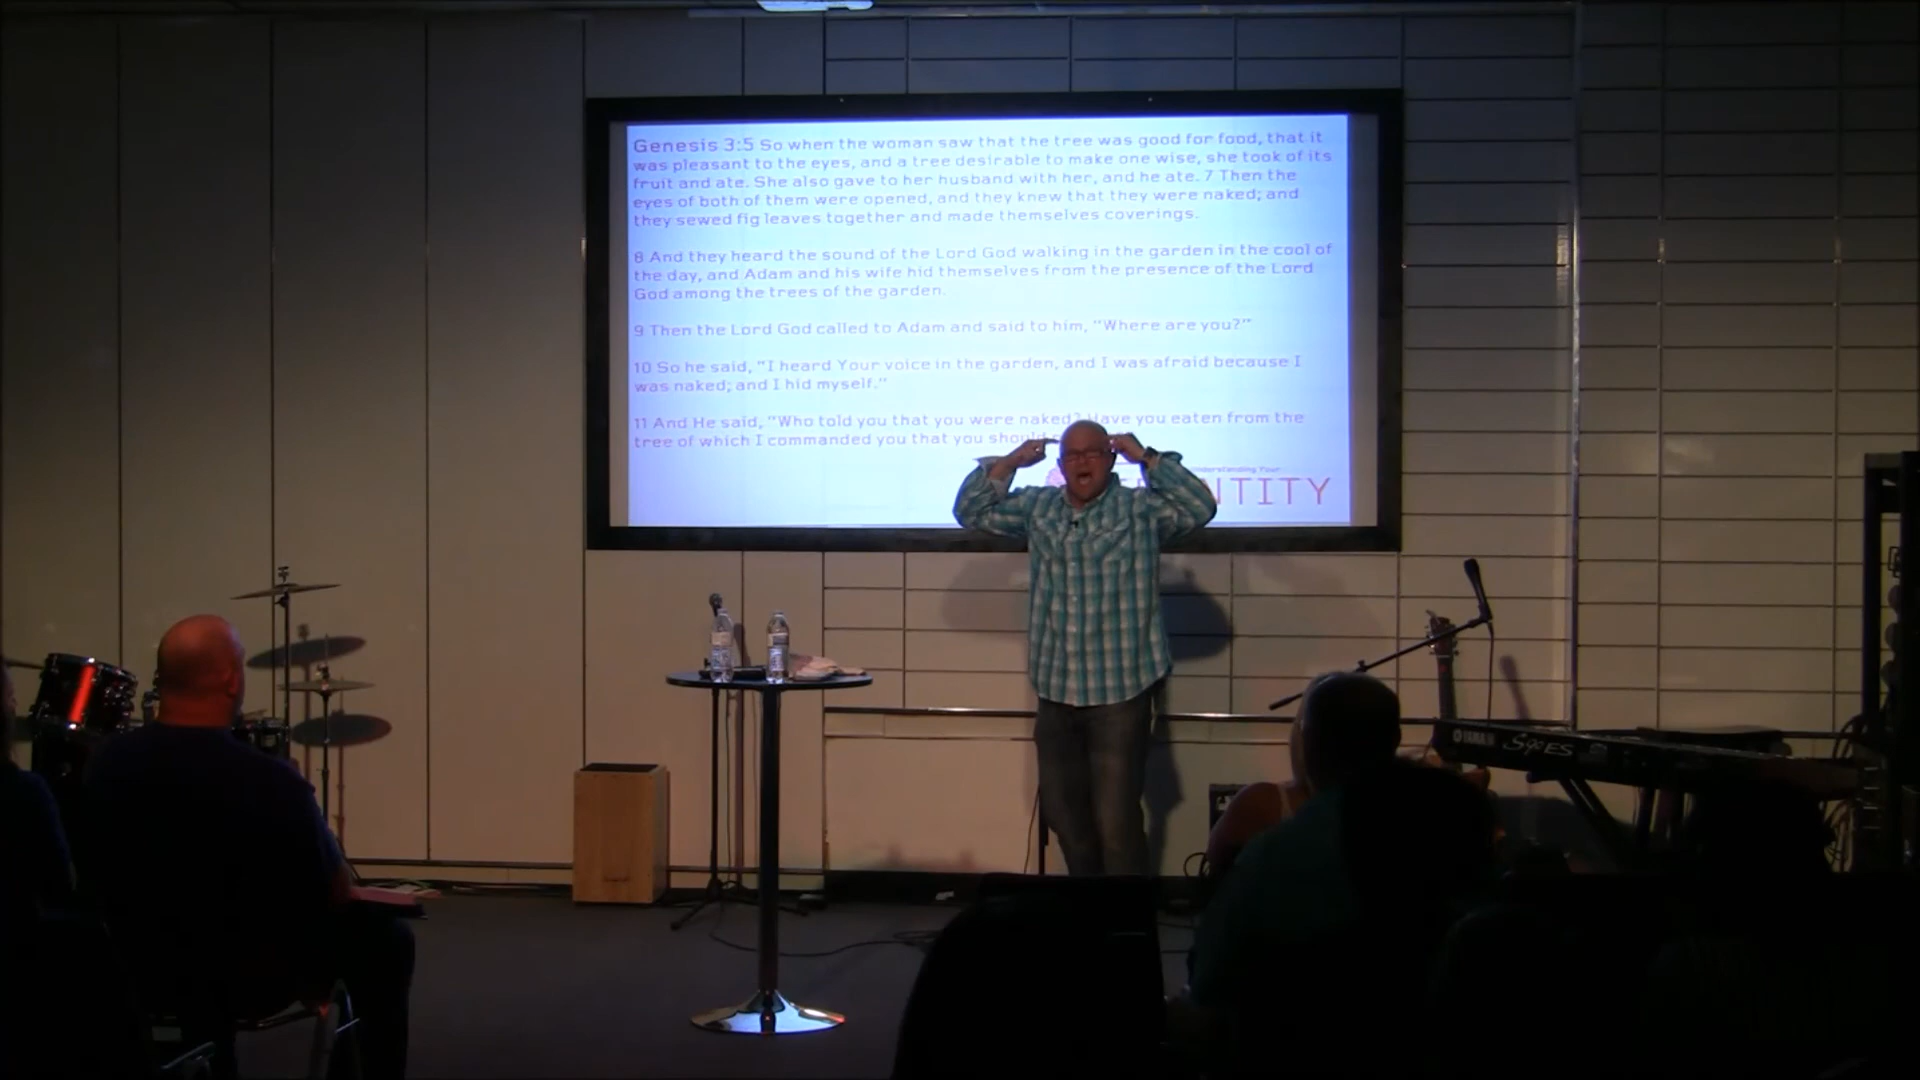 Genesis 3:5 So when the woman saw that the tree was good for food, that it
was pleasant to the eyes, and a tree desirable to make one wise, she took of its
fruit and ate. She also gave to her husband with her, and he ate. 7 Then the
eyes of both of them were opened, and they knew that they were naked; and
they sewed fig leaves together and made themselves coverings.
8 And they heard the sound of the Lord God walking in the garden in the cool of
the day, and Adam and his wife hid themselves from the presence of the Lord
God among the trees of the garden.
9 Then the Lord God called to Adam and said to him, "Where are you?"
10 So he said, "I heard Your voice in the garden, and I was afraid because I
was naked; and I hid myself."
11 And He said, "Who told you that you were naked? Have you eaten from the
tree of which I commanded you that you should
Understanding Your
NTITY
YAMAHA S90ES